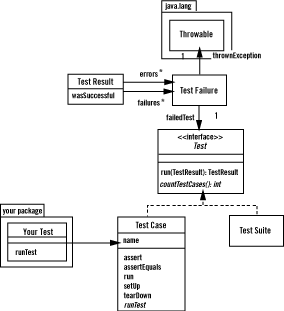 java.lang
Throwable
1
thrownException
errors *
Test Result
wasSuccessful
failures*
Test Failure
failedTest
1
<<interface>>
Test
run(TestResult): TestResult
countTestCases(): int
your package
Your Test
runTest
Test Case
name
assert
assertEquals
run
setUp
tearDown
runTest
Test Suite